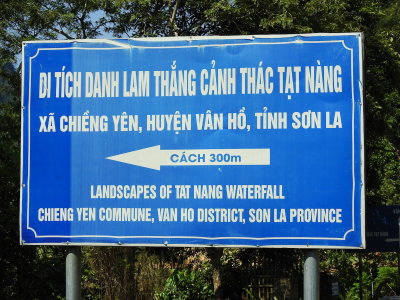 DI TÍCH DANH LAM THẮNG CẢNH THÁC TẠT NÀNG
XÃ CHIỀNG YÊN, HUYỆN VÂN HỒ, TỈNH SƠN LA
CÁCH 300m
LANDSCAPES OF TAT NANG WATERFALL
CHIENG YEN COMMUNE, VAN HO DISTRICT, SON LA PROVINCE